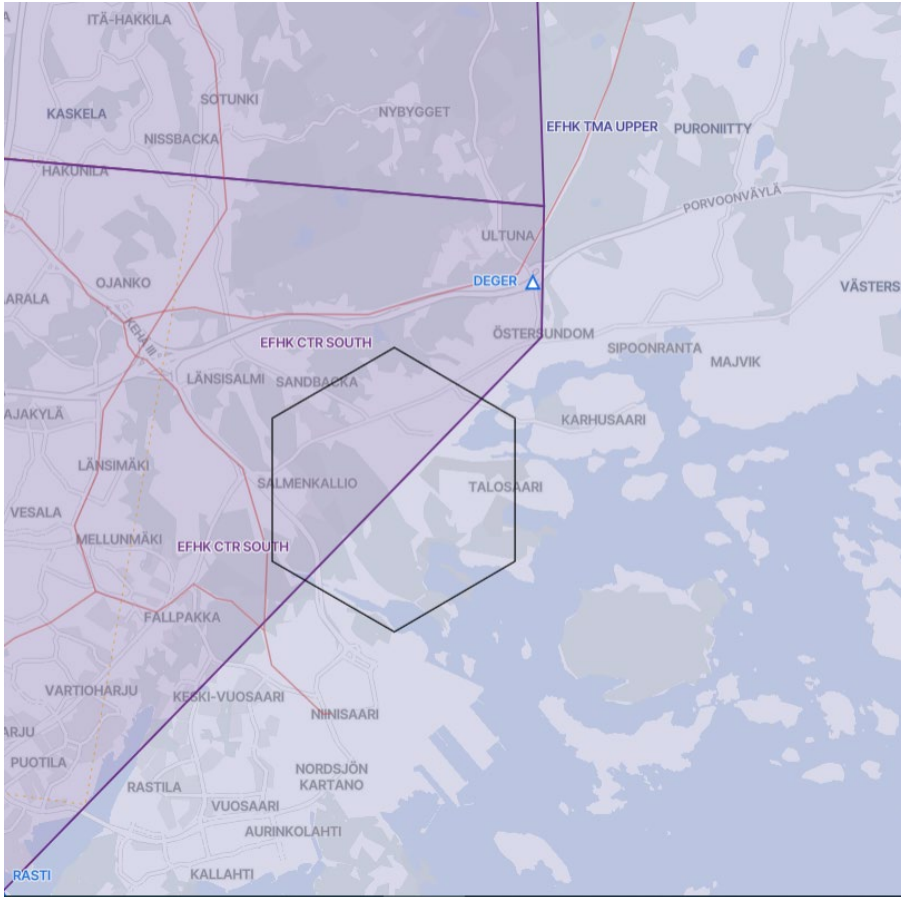 ITÄ-HAKKILA
SOTUNKI
KASKELA
NYBYGGET
EFHK TMA UPPER
PURONIITTY
NISSBACKA
HAKUNILA
PORVOONVÄYLÄ
ULTUNA
OJANKO
DEGER
VÄSTERS
ARALA
KEHÄ III
EFHK CTR SOUTH
ÖSTERSUNDOM
SIPOONRANTA
MAJVIK
LÄNSISALMI
SANDBACKA
AJAKYLÄ
KARHUSAARI
LÄNSIMÄKI
SALMENKALLIO
TALOSAARI
VESALA
MELLUNMÄKI
EFHK CTR SOUTH
FALLPAKKA
VARTIOHARJU
KESKI-VUOSAARI
NIINISAARI
ARJU
PUOTILA
NORDSJÖN
KARTANO
RASTILA
VUOSAARI
AURINKOLAHTI
KALLAHTI
RASTI